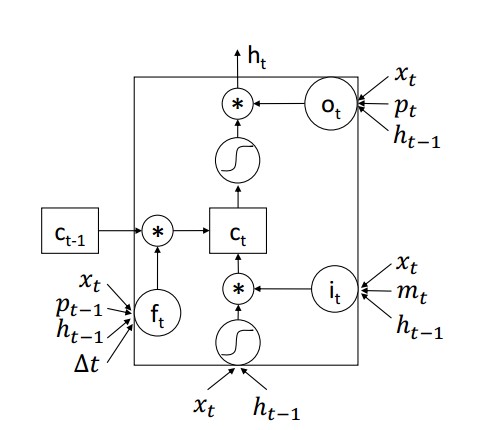 h_t
x_t
* o_t p_t
h_{t-1}
c_{t-1} * c_t
x_t
* i_t m_t
h_{t-1}
x_t
p_{t-1}
h_{t-1} f_t
Δt
x_t h_{t-1}